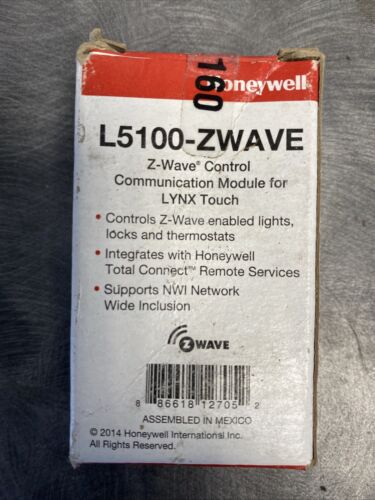 160
Honeywell
L5100-ZWAVE
Z-Wave® Control
Communication Module for
LYNX Touch
• Controls Z-Wave enabled lights,
locks and thermostats
• Integrates with Honeywell
Total Connect™ Remote Services
• Supports NWI Network
Wide Inclusion
Z WAVE
8 86618 12705 2
ASSEMBLED IN MEXICO
© 2014 Honeywell International Inc.
All Rights Reserved.